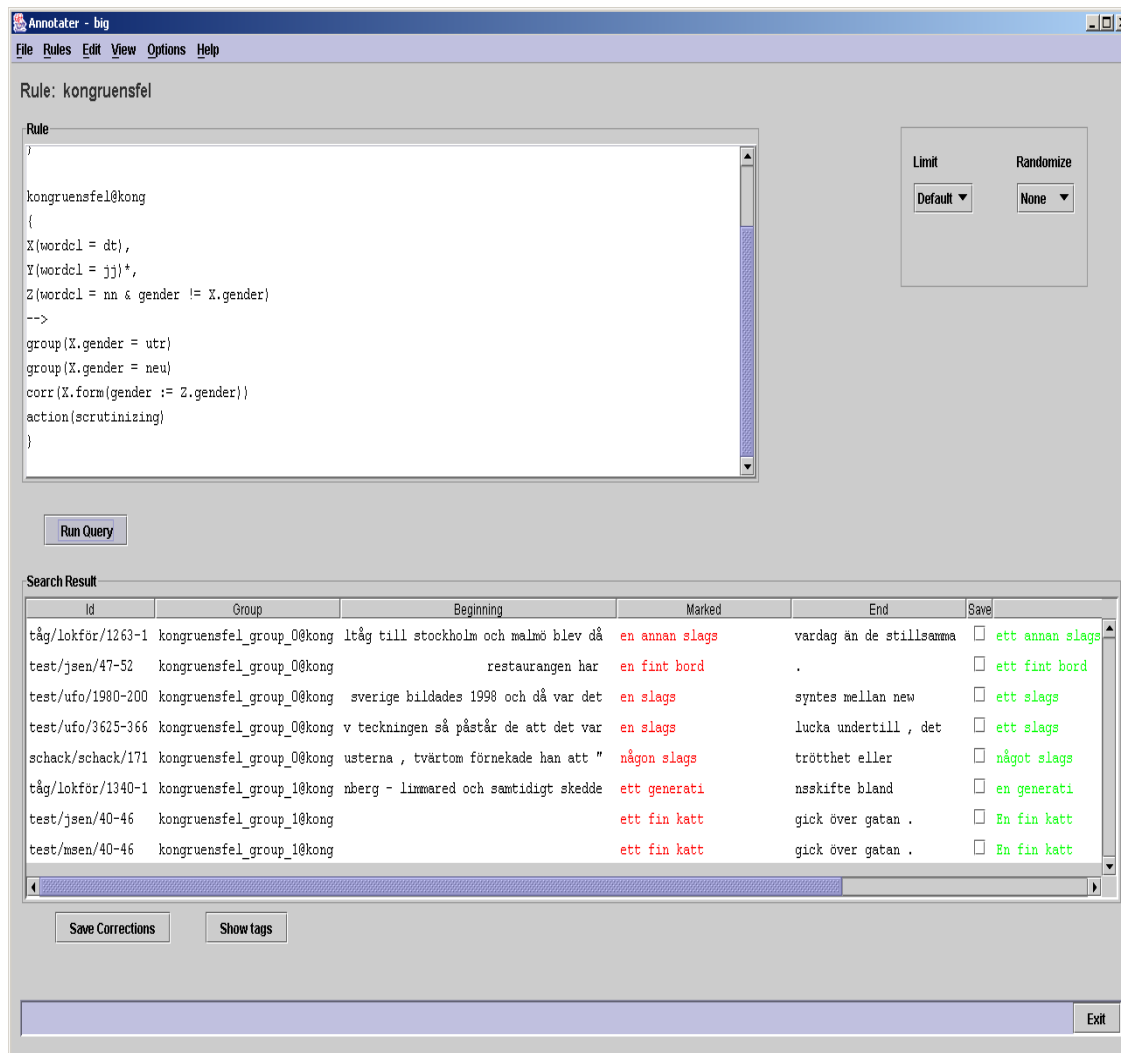 Annotater - big
File Rules Edit View Options Help
Rule: kongruensfel
Rule
}
kongruensfel@kong
{
X(wordcl = dt),
Y(wordcl = jj)*,
Z(wordcl = nn & gender != X.gender)
-->
group(X.gender = utr)
group(X.gender = neu)
corr(X.form(gender := Z.gender))
action(scrutinizing)
}
Limit Randomize
Default None
Run Query
Search Result
Id Group Beginning Marked End Save
tåg/lokför/1263-1 kongruensfel_group_0@kong ltåg till stockholm och malmö blev då en annan slags vardag än de stillsamma ett annan slags
test/jsen/47-52 kongruensfel_group_0@kong restaurangen har en fint bord . ett fint bord
test/ufo/1980-200 kongruensfel_group_0@kong sverige bildades 1998 och då var det en slags syntes mellan new ett slags
test/ufo/3625-366 kongruensfel_group_0@kong v teckningen så påstår de att det var en slags lucka undertill , det ett slags
schack/schack/171 kongruensfel_group_0@kong usterna , tvärtom förnekade han att " någon slags trötthet eller något slags
tåg/lokför/1340-1 kongruensfel_group_1@kong nberg - limmared och samtidigt skedde ett generati nsskifte bland en generati
test/jsen/40-46 kongruensfel_group_1@kong ett fin katt gick över gatan . En fin katt
test/msen/40-46 kongruensfel_group_1@kong ett fin katt gick över gatan . En fin katt
Save Corrections Show tags
Exit